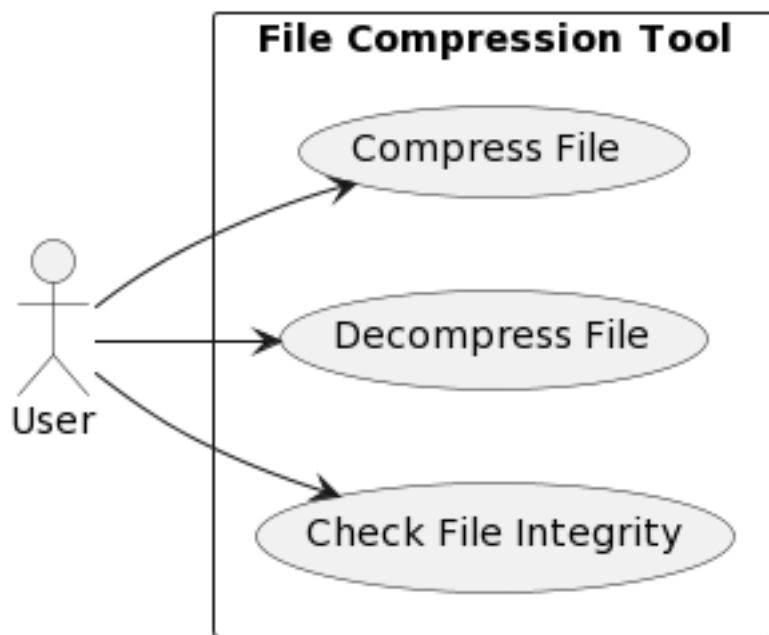 File Compression Tool
Compress File
Decompress File
User
Check File Integrity